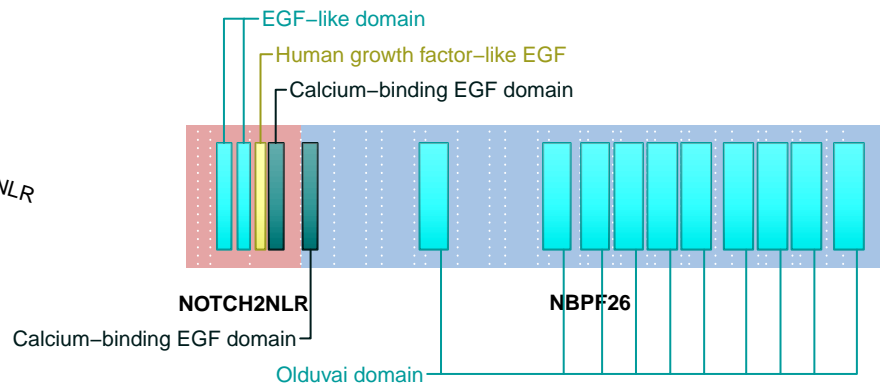 EGF−like domain
Human growth factor−like EGF
Calcium−binding EGF domain
NLR
NOTCH2NLR
NBPF26
Calcium−binding EGF domain
Olduvai domain